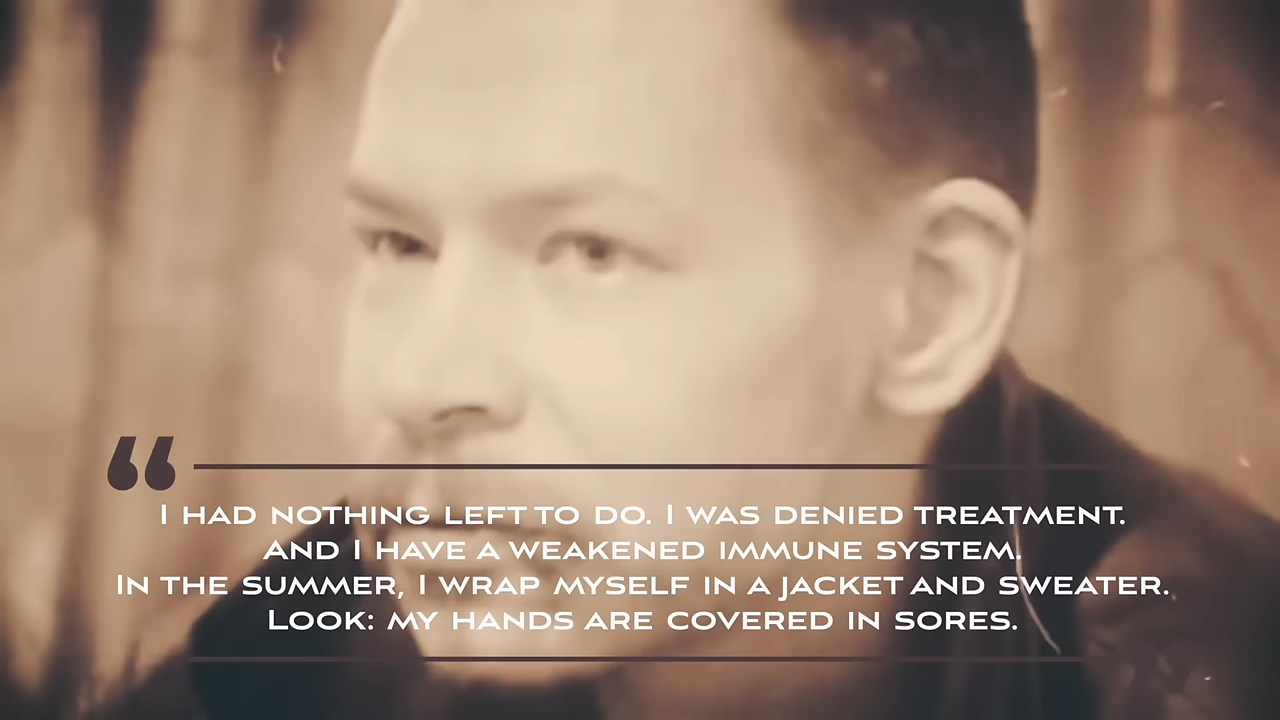 “
I HAD NOTHING LEFT TO DO. I WAS DENIED TREATMENT.
AND I HAVE A WEAKENED IMMUNE SYSTEM.
IN THE SUMMER, I WRAP MYSELF IN A JACKET AND SWEATER.
LOOK: MY HANDS ARE COVERED IN SORES.